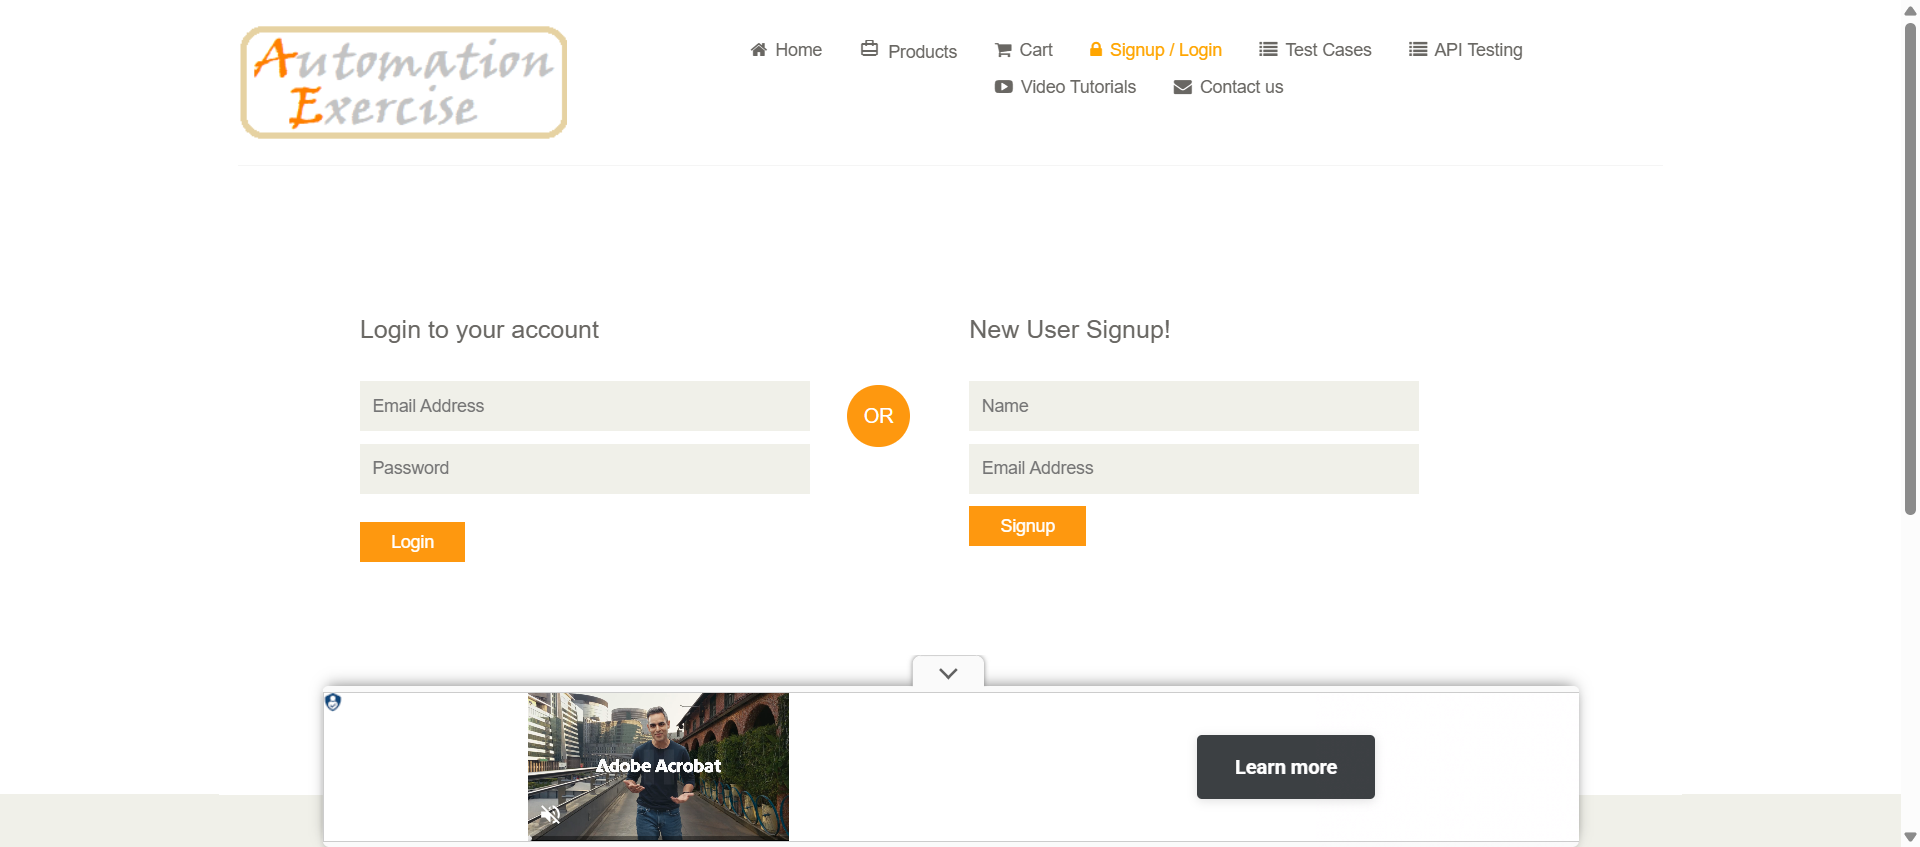 Automation
Exercise
Home
Products
Cart
Signup / Login
Test Cases
API Testing
Video Tutorials
Contact us
Login to your account
Email Address
Password
Login
OR
New User Signup!
Name
Email Address
Signup
Adobe Acrobat
Learn more